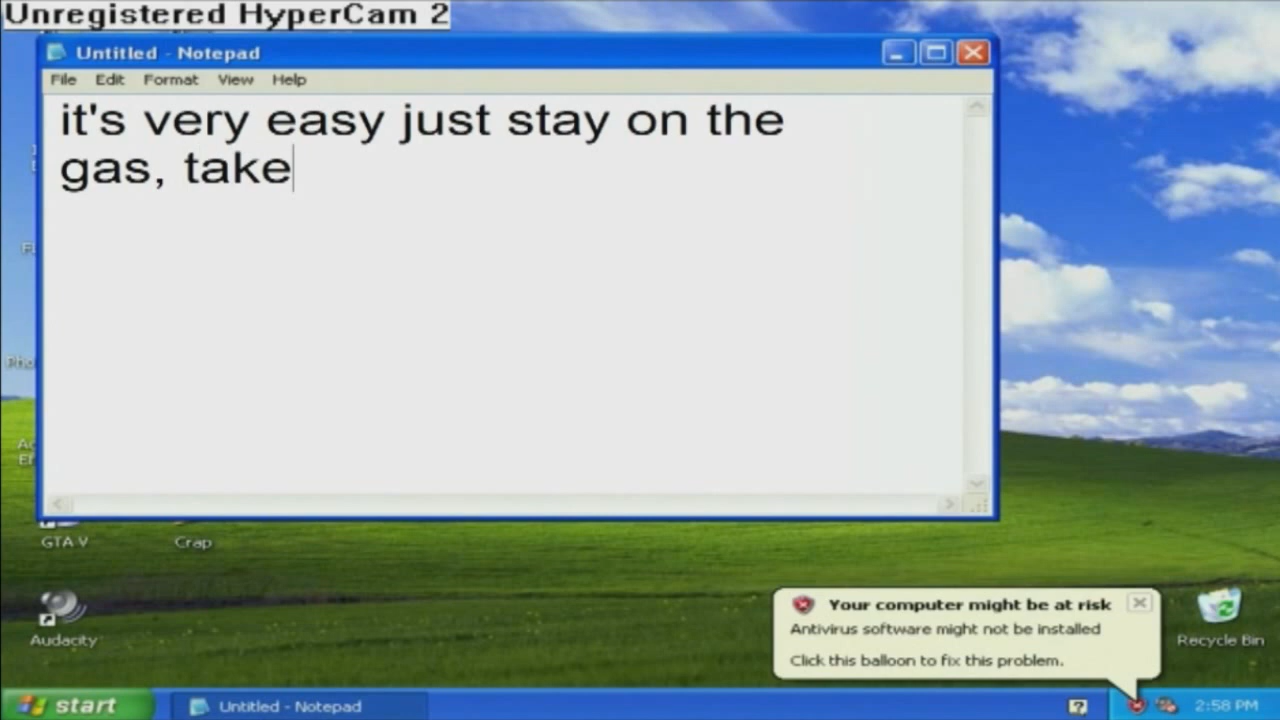 Unregistered HyperCam 2
Untitled - Notepad
File Edit Format View Help
it's very easy just stay on the
gas, take
GTA V
Crap
Audacity
Your computer might be at risk
Antivirus software might not be installed
Click this balloon to fix this problem.
Recycle Bin
start
Untitled - Notepad
?
2:58 PM